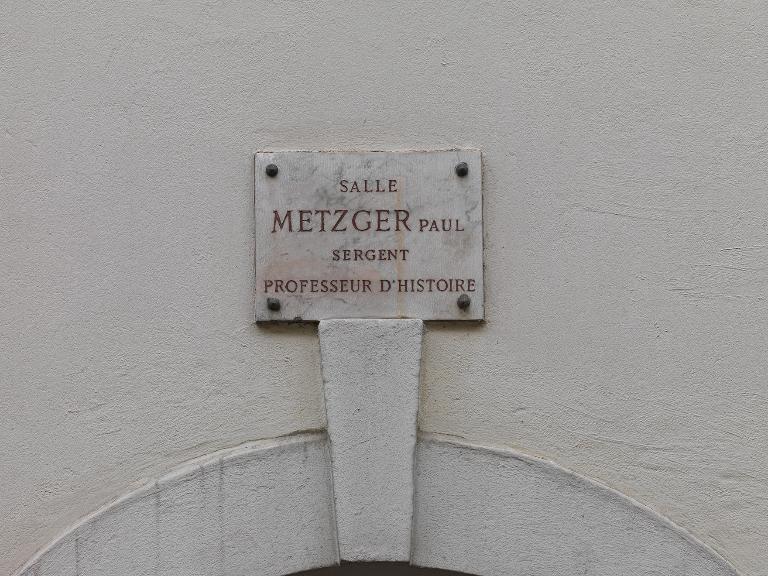 SALLE
METZGER PAUL
SERGENT
PROFESSEUR D'HISTOIRE